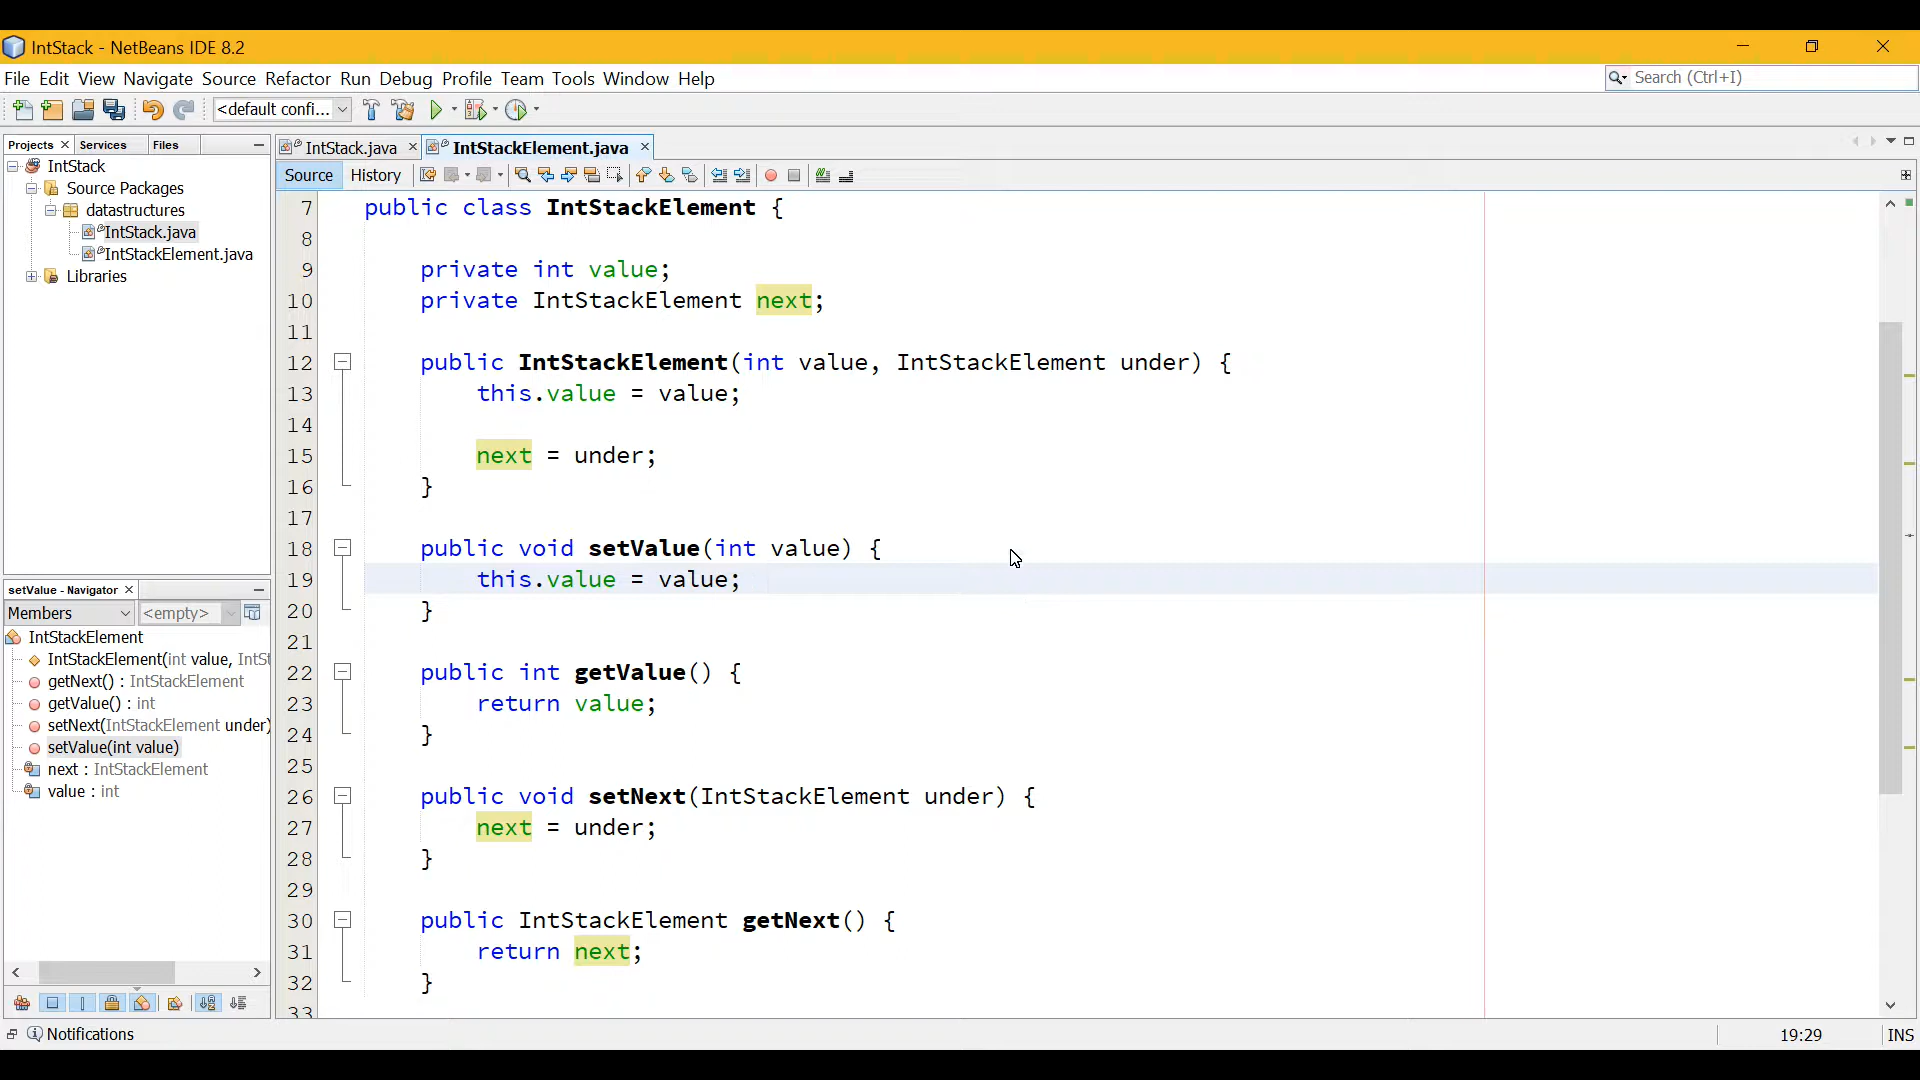 IntStack - NetBeans IDE 8.2
File Edit View Navigate Source Refactor Run Debug Profile Team Tools Window Help
Search (Ctrl+I)
<default confi...
Projects Services Files
IntStack
Source Packages
datastructures
IntStack.java
IntStackElement.java
Libraries
setValue - Navigator
Members <empty>
IntStackElement
IntStackElement(int value, IntSt
getNext() : IntStackElement
getValue() : int
setNext(IntStackElement under)
setValue(int value)
next : IntStackElement
value : int
IntStack.java IntStackElement.java
Source History
7 public class IntStackElement {
8
9 private int value;
10 private IntStackElement next;
11
12 public IntStackElement(int value, IntStackElement under) {
13 this.value = value;
14
15 next = under;
16 }
17
18 public void setValue(int value) {
19 this.value = value;
20 }
21
22 public int getValue() {
23 return value;
24 }
25
26 public void setNext(IntStackElement under) {
27 next = under;
28 }
29
30 public IntStackElement getNext() {
31 return next;
32 }
33
Notifications
19:29 INS